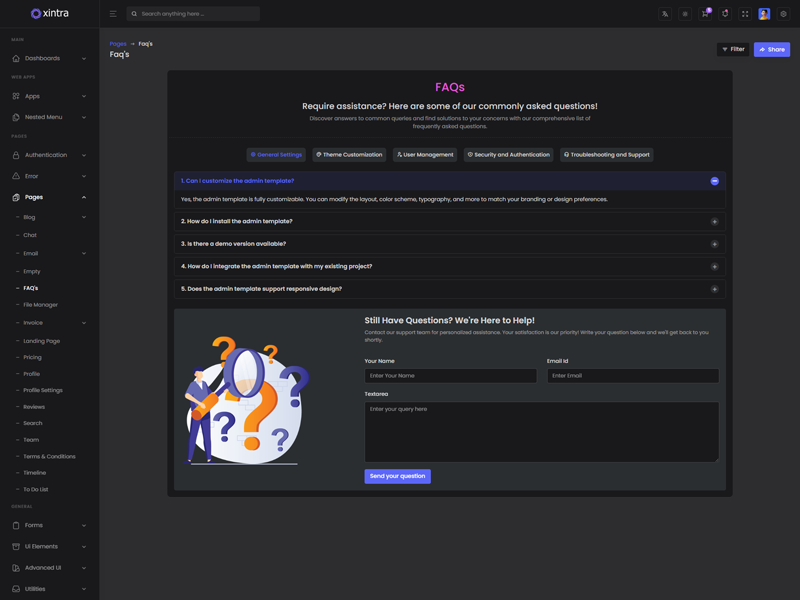 xintra
Search anything here ...
5
MAIN
Dashboards
WEB APPS
Apps
Nested Menu
PAGES
Authentication
Error
Pages
Blog
Chat
Email
Empty
FAQ's
File Manager
Invoice
Landing Page
Pricing
Profile
Profile Settings
Reviews
Search
Team
Terms & Conditions
Timeline
To Do List
GENERAL
Forms
UI Elements
Advanced UI
Utilities
Pages → Faq's
Faq's
Filter
Share
FAQs
Require assistance? Here are some of our commonly asked questions!
Discover answers to common queries and find solutions to your concerns with our comprehensive list of
frequently asked questions.
General Settings
Theme Customization
User Management
Security and Authentication
Troubleshooting and Support
1. Can I customize the admin template?
Yes, the admin template is fully customizable. You can modify the layout, color scheme, typography, and more to match your branding or design preferences.
2. How do I install the admin template?
3. Is there a demo version available?
4. How do I integrate the admin template with my existing project?
5. Does the admin template support responsive design?
Still Have Questions? We're Here to Help!
Contact our support team for personalized assistance. Your satisfaction is our priority! Write your question below and we'll get back to you
shortly.
Your Name
Email Id
Enter Your Name
Enter Email
Textarea
Enter your query here
Send your question